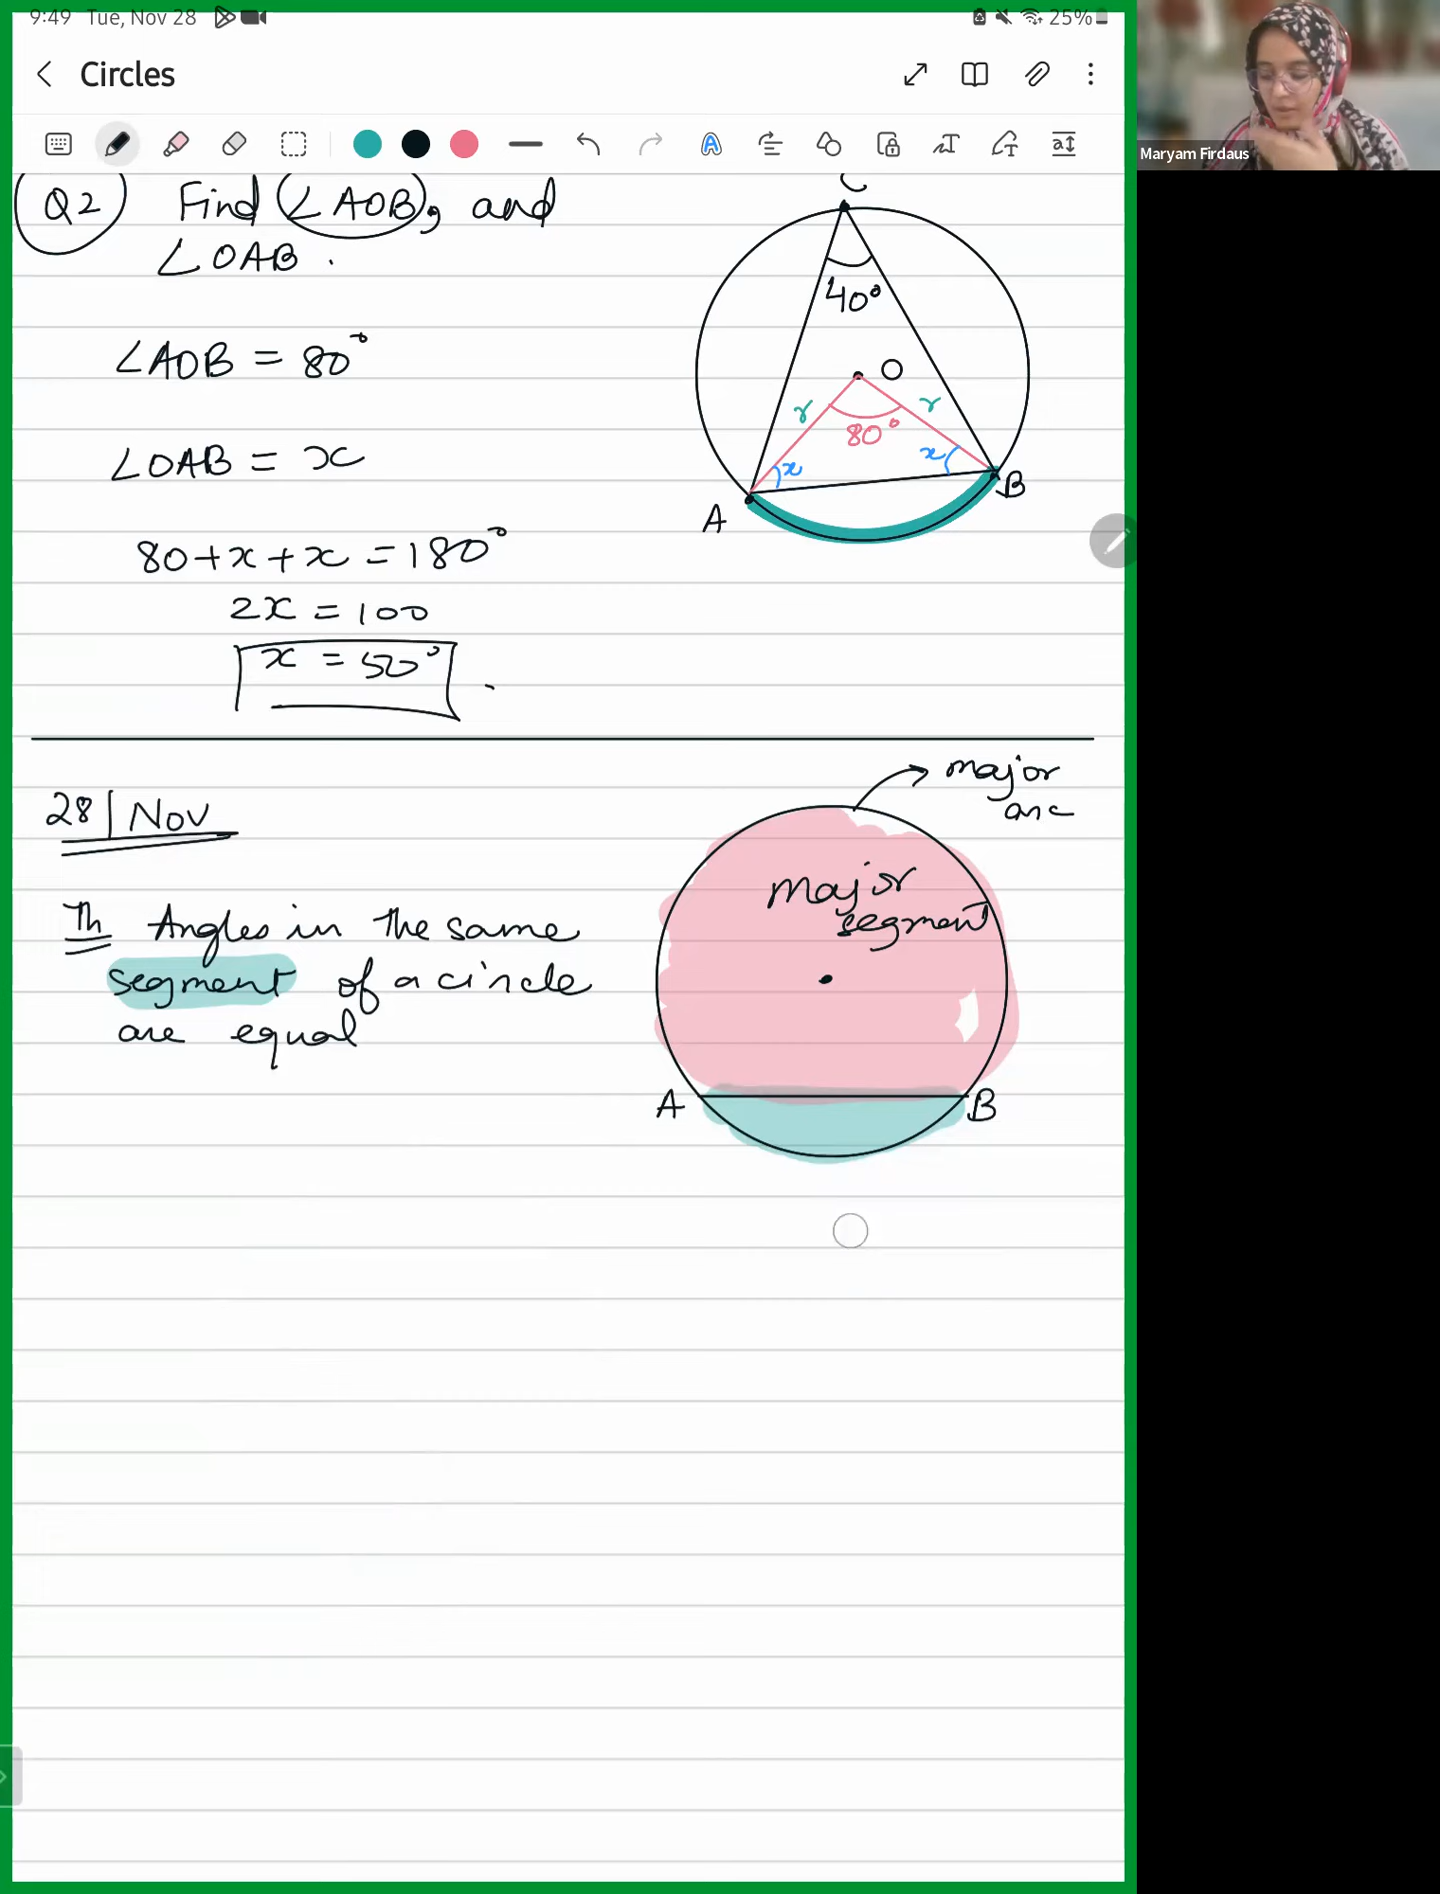 9:49 Tue, Nov 28
25%
Circles
Maryam Firdaus
Q2 Find ∠AOB, and
∠OAB.
∠AOB = 80°
∠OAB = x
80 + x + x = 180°
2x = 100
x = 50°
C
40°
O
r
r
80°
x
x
A
B
28 | Nov
Th Angles in the same
segment of a circle
are equal
major
arc
major
segment
A
B